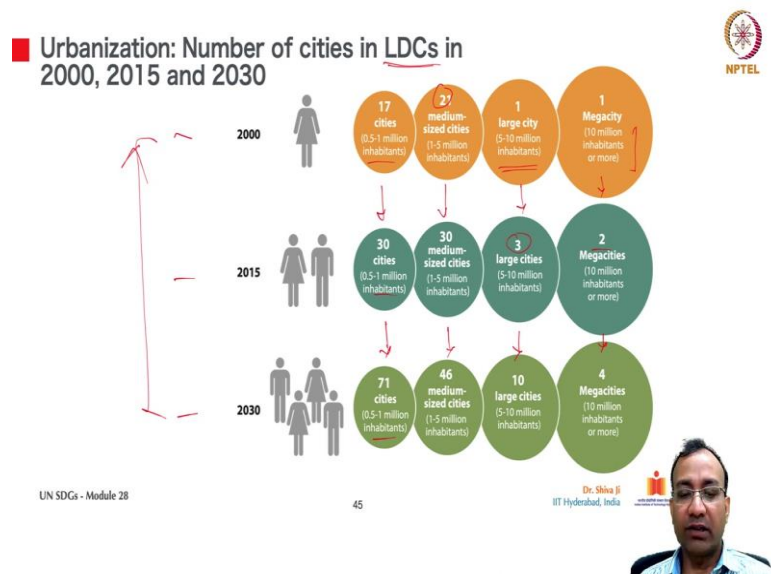 Urbanization: Number of cities in LDCs in
2000, 2015 and 2030
NPTEL
2000
17
cities
(0.5-1 million
inhabitants)
21
medium-
sized cities
(1-5 million
inhabitants)
1
large city
(5-10 million
inhabitants)
1
Megacity
(10 million
inhabitants
or more)
2015
30
cities
(0.5-1 million
inhabitants)
30
medium-
sized cities
(1-5 million
inhabitants)
3
large cities
(5-10 million
inhabitants)
2
Megacities
(10 million
inhabitants
or more)
2030
71
cities
(0.5-1 million
inhabitants)
46
medium-
sized cities
(1-5 million
inhabitants)
10
large cities
(5-10 million
inhabitants)
4
Megacities
(10 million
inhabitants
or more)
UN SDGs - Module 28
45
Dr. Shiva Ji
IIT Hyderabad, India